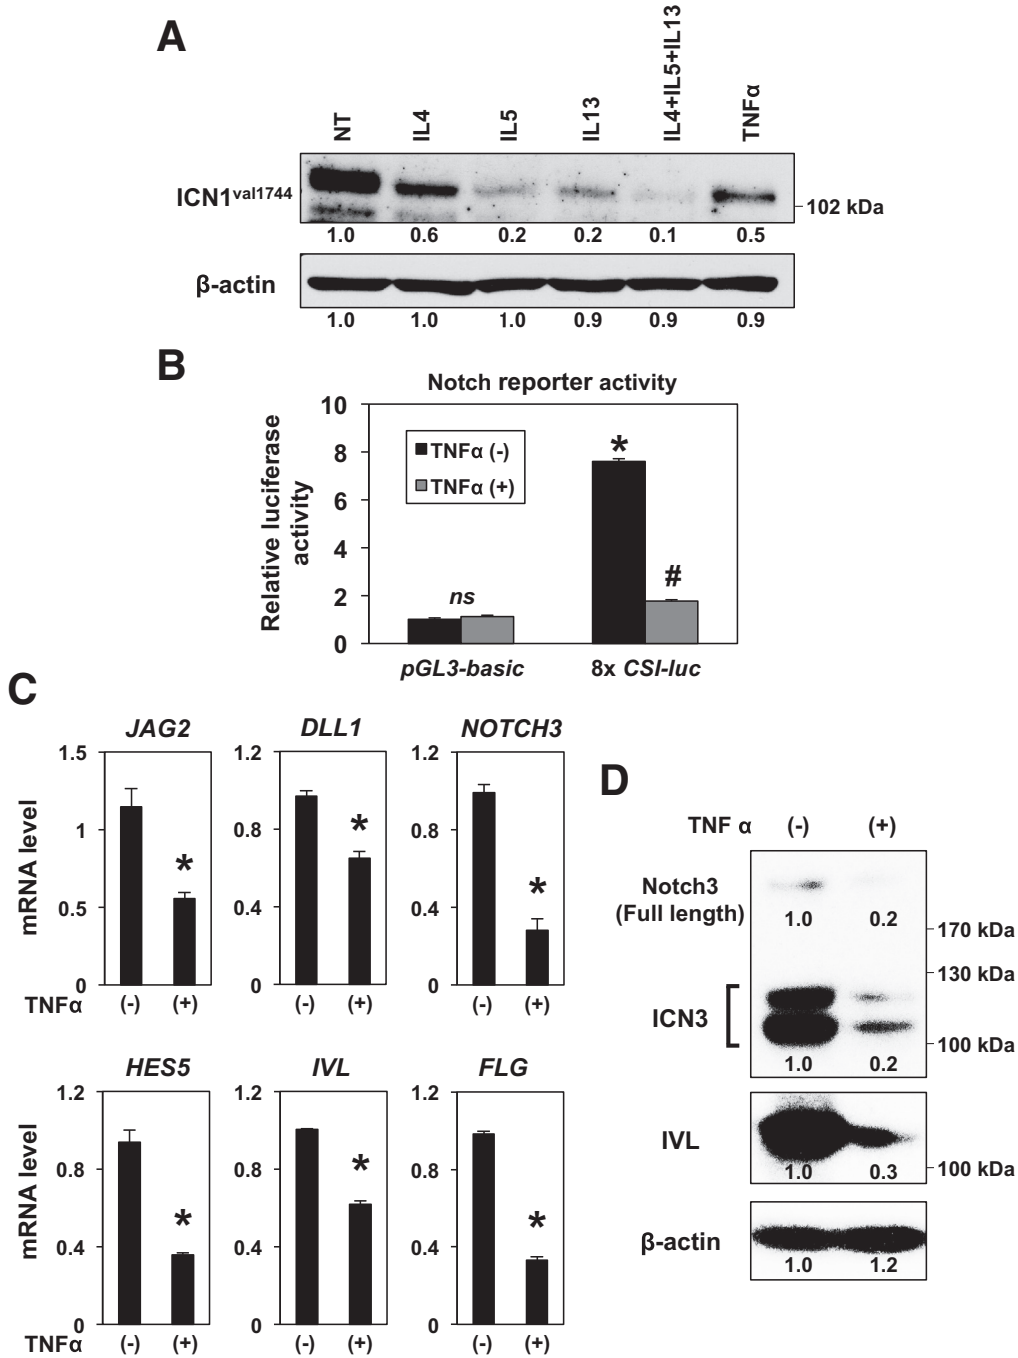 A
NT
IL4
IL5
IL13
IL4+IL5+IL13
TNFα
ICN1val1744
102 kDa
1.0 0.6 0.2 0.2 0.1 0.5
β-actin
1.0 1.0 1.0 0.9 0.9 0.9
B
Notch reporter activity
Relative luciferase
activity
10
8
6
4
2
0
TNFα (-)
TNFα (+)
ns
*
#
pGL3-basic 8x CSI-luc
C
JAG2
mRNA level
1.5
1
0.5
0
*
TNFα (-) (+)
DLL1
1.2
0.8
0.4
0
*
(-) (+)
NOTCH3
1.2
0.8
0.4
0
*
(-) (+)
HES5
mRNA level
1.2
0.8
0.4
0
*
TNFα (-) (+)
IVL
1.2
0.8
0.4
0
*
(-) (+)
FLG
1.2
0.8
0.4
0
*
(-) (+)
D
TNF α (-) (+)
Notch3
(Full length)
1.0 0.2
170 kDa
130 kDa
ICN3
100 kDa
1.0 0.2
IVL
1.0 0.3
100 kDa
β-actin
1.0 1.2